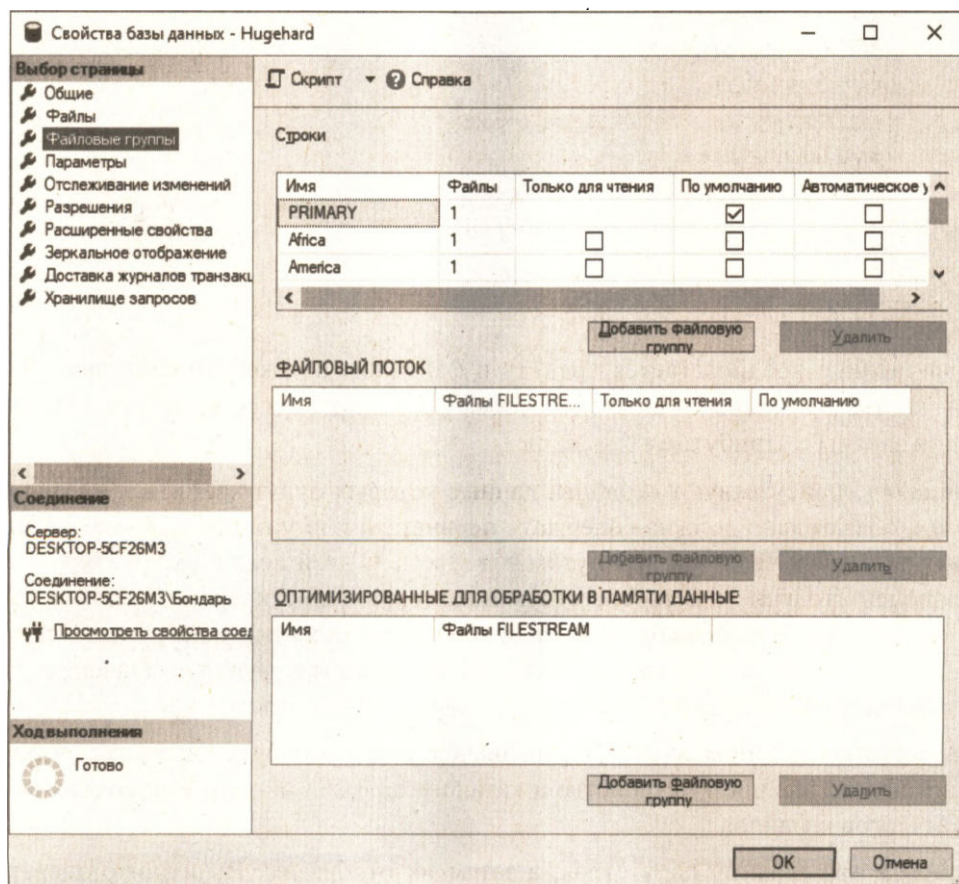 Свойства базы данных - Hugehard
Выбор страницы
Общие
Файлы
Файловые группы
Параметры
Отслеживание изменений
Разрешения
Расширенные свойства
Зеркальное отображение
Доставка журналов транзакц
Хранилище запросов
Соединение
Сервер:
DESKTOP-5CF26M3
Соединение:
DESKTOP-5CF26M3\Бондарь
Просмотреть свойства соед
Ход выполнения
Готово
Скрипт
Справка
Строки
Имя Файлы Только для чтения По умолчанию Автоматическое у
PRIMARY 1
Africa 1
America 1
Добавить файловую группу Удалить
ФАЙЛОВЫЙ ПОТОК
Имя Файлы FILESTRE... Только для чтения По умолчанию
Добавить файловую группу Удалить
ОПТИМИЗИРОВАННЫЕ ДЛЯ ОБРАБОТКИ В ПАМЯТИ ДАННЫЕ
Имя Файлы FILESTREAM
Добавить файловую группу Удалить
OK Отмена